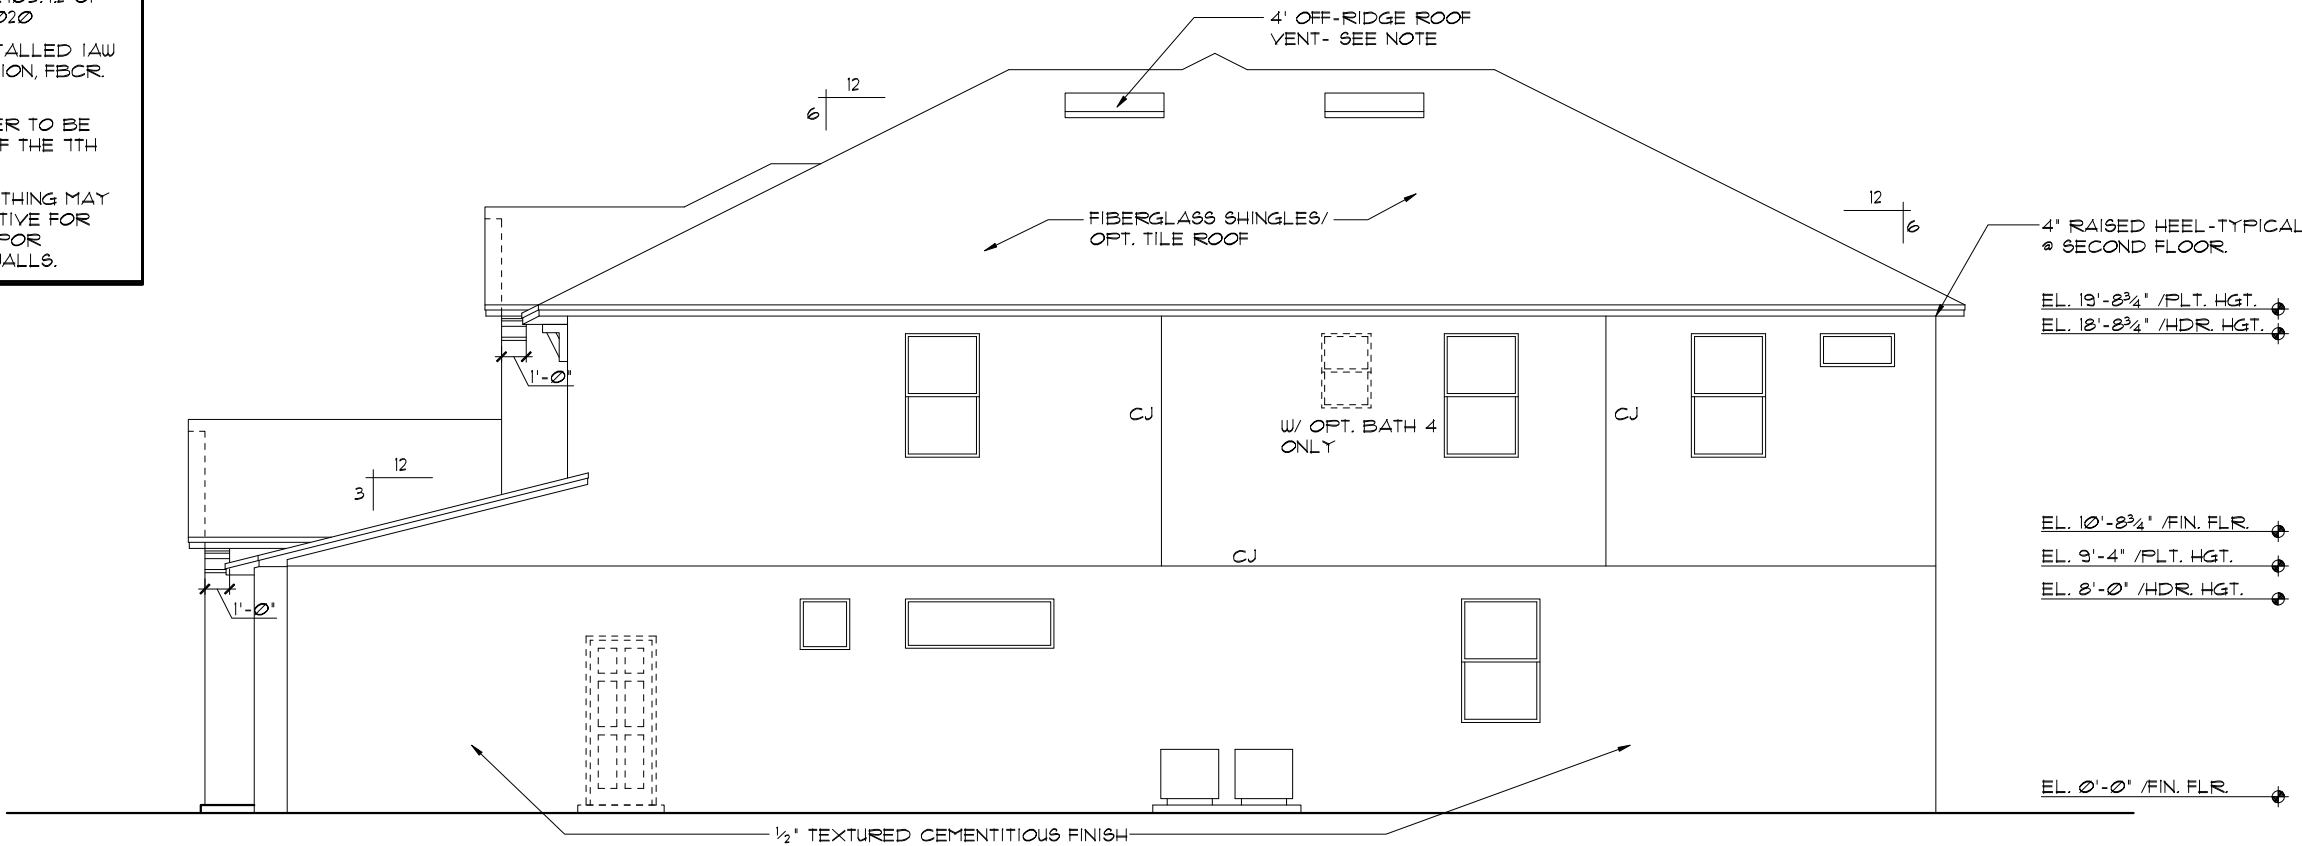 020
TALLED IAW
ION, FBCR.
ER TO BE
F THE 7TH
THING MAY
TIVE FOR
POR
ALLS.
4' OFF-RIDGE ROOF
VENT- SEE NOTE
12
6
FIBERGLASS SHINGLES/
OPT. TILE ROOF
12
6
4" RAISED HEEL-TYPICAL
@ SECOND FLOOR.
EL. 19'-8¾" /PLT. HGT.
EL. 18'-8¾" /HDR. HGT.
1'-0"
CJ
W/ OPT. BATH 4
ONLY
CJ
12
3
EL. 10'-8¾" /FIN. FLR.
CJ
EL. 9'-4" /PLT. HGT.
EL. 8'-0" /HDR. HGT.
1'-0"
EL. 0'-0" /FIN. FLR.
½" TEXTURED CEMENTITIOUS FINISH